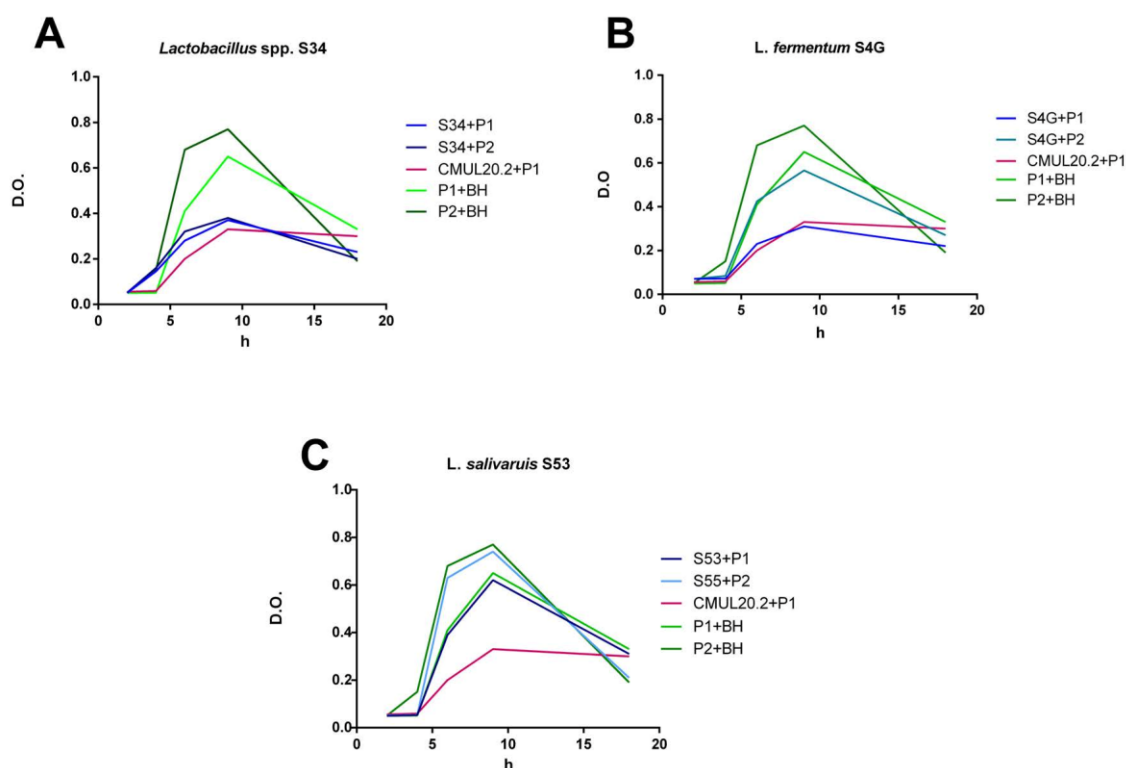 A
Lactobacillus spp. S34
1.0
0.8
0.6
0.4
0.2
0.0
D.O.
0
5
10
15
20
h
S34+P1
S34+P2
CMUL20.2+P1
P1+BH
P2+BH
B
L. fermentum S4G
1.0
0.8
0.6
0.4
0.2
0.0
D.O
0
5
10
15
20
h
S4G+P1
S4G+P2
CMUL20.2+P1
P1+BH
P2+BH
C
L. salivaruis S53
1.0
0.8
0.6
0.4
0.2
0.0
D.O.
0
5
10
15
20
h
S53+P1
S55+P2
CMUL20.2+P1
P1+BH
P2+BH